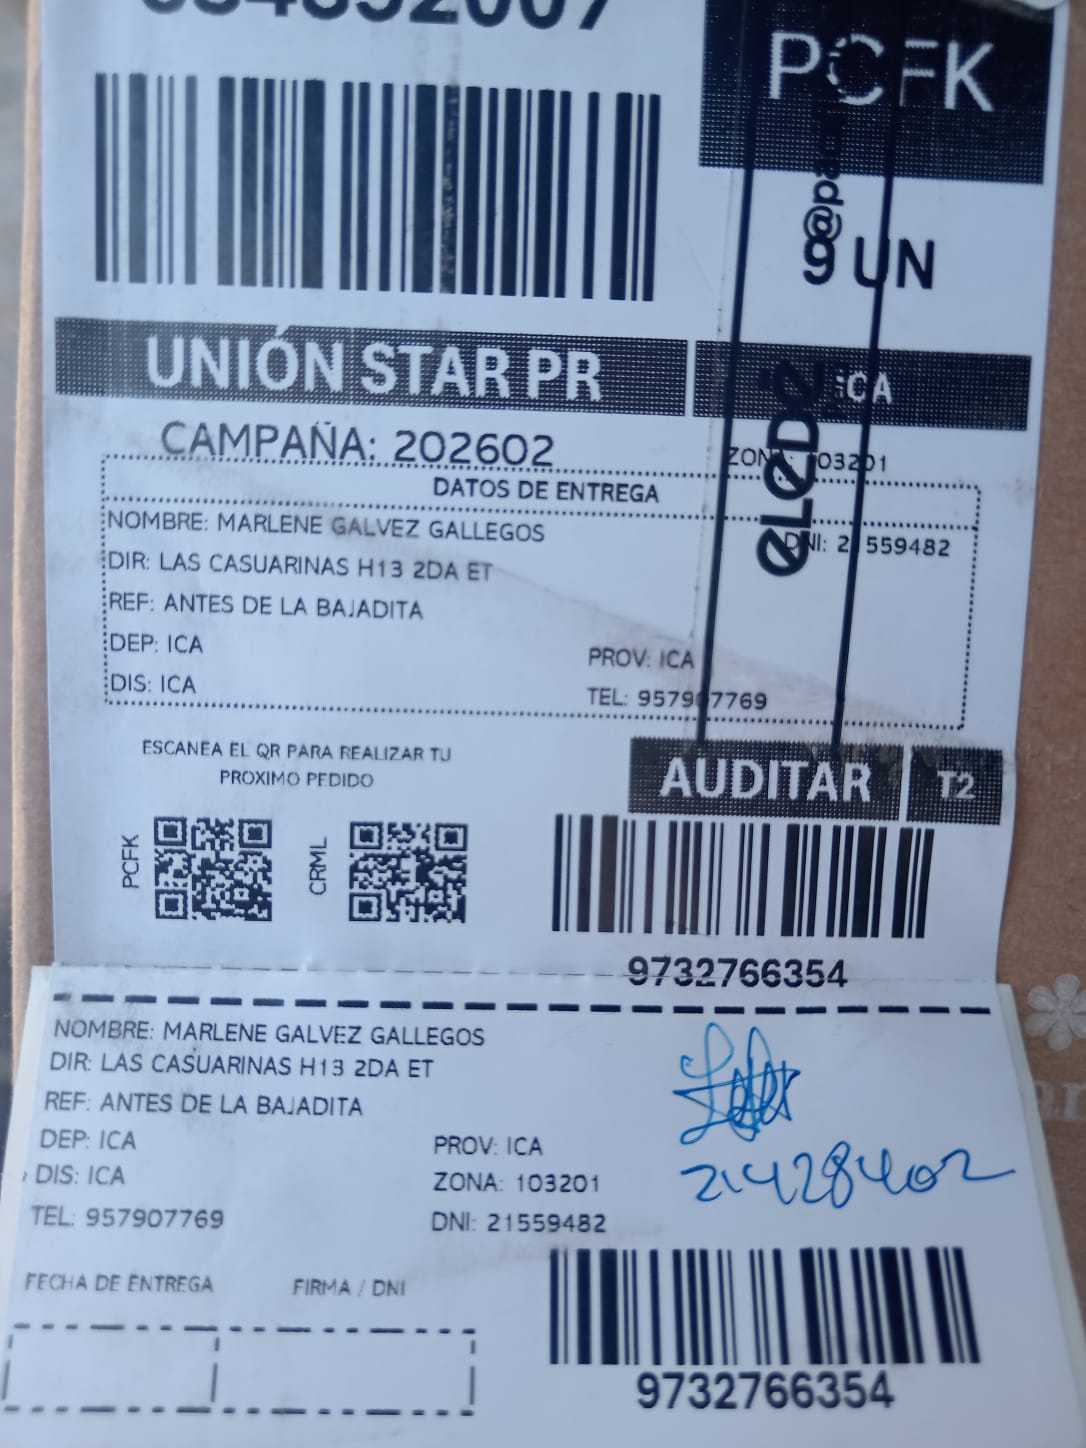 PCFK
9 UN
UNIÓN STAR PR
ICA
CAMPAÑA: 202602
ZONA: 103201
DATOS DE ENTREGA
NOMBRE: MARLENE GALVEZ GALLEGOS
DNI: 21559482
DIR: LAS CASUARINAS H13 2DA ET
REF: ANTES DE LA BAJADITA
DEP: ICA
PROV: ICA
DIS: ICA
TEL: 957907769
ESCANEA EL QR PARA REALIZAR TU
PROXIMO PEDIDO
AUDITAR
T2
PCFK
CRML
9732766354
NOMBRE: MARLENE GALVEZ GALLEGOS
DIR: LAS CASUARINAS H13 2DA ET
REF: ANTES DE LA BAJADITA
DEP: ICA
PROV: ICA
DIS: ICA
ZONA: 103201
TEL: 957907769
DNI: 21559482
21428402
FECHA DE ENTREGA
FIRMA / DNI
9732766354